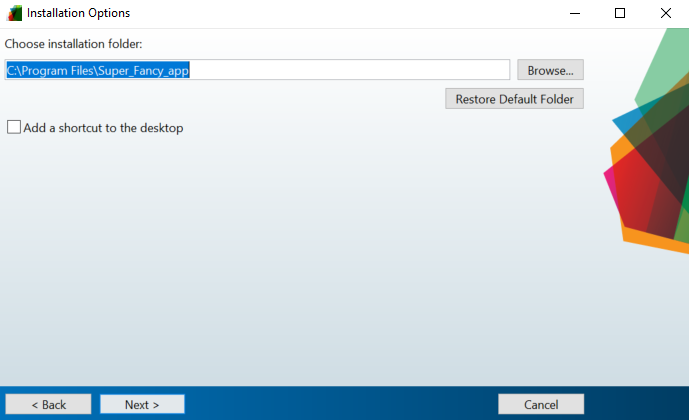 Installation Options
Choose installation folder:
C:\Program Files\Super_Fancy_app
Browse...
Restore Default Folder
Add a shortcut to the desktop
< Back
Next >
Cancel